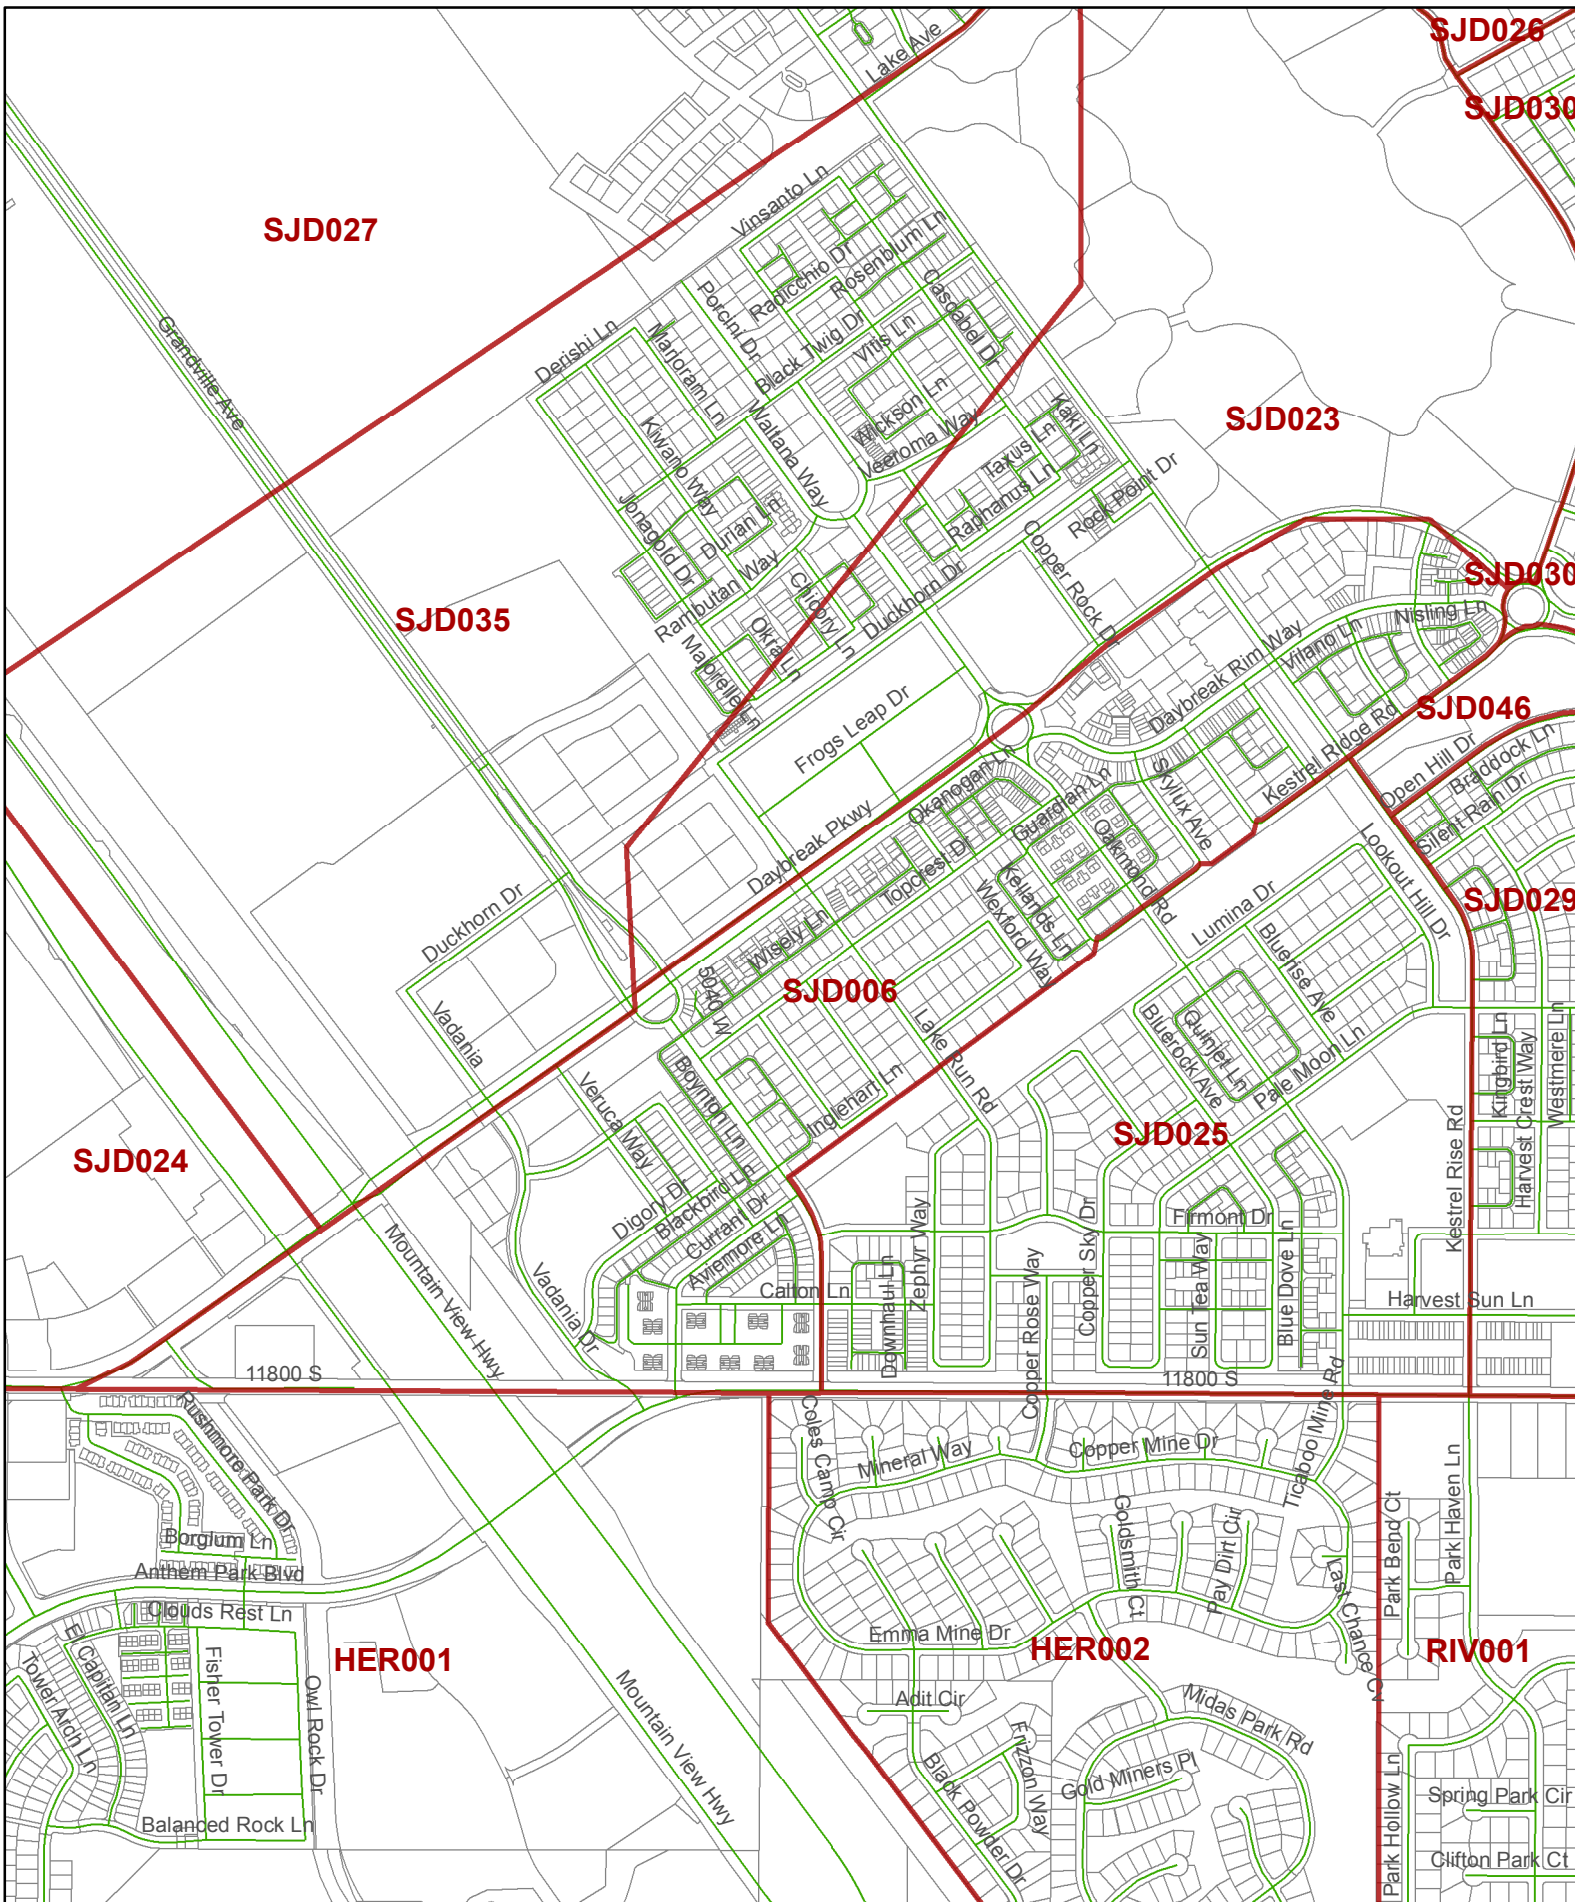 SJD026
Lake Ave
SJD030
Vinsanto Ln
SJD027
Rosenblum Ln
Radicchio Dr
Porcini Dr
Cascabel Dr
Grandville Ave
Derishi Ln
Marjoram Ln
Black Twig Dr
Vitis Ln
SJD023
Wickson Ln
Kaki Ln
Waltana Way
Veeroma Way
Taxus Ln
Kiwano Way
Raphanus Ln
Rock Point Dr
Jonagold Dr
Durian Ln
Copper Rock Dr
SJD030
Rambutan Way
Chicory Ln
Duckhorn Dr
Nisling Ln
SJD035
Okra Ln
Vilano Ln
Majorelle Ln
Daybreak Rim Way
SJD046
Frogs Leap Dr
Kestrel Ridge Rd
Open Hill Dr
Braddock Ln
Okanogan Ln
Skylux Ave
Silent Rain Dr
Guardian Ln
Daybreak Pkwy
Topcrest Dr
Oakmond Rd
Lookout Hill Dr
Kellands Ln
SJD029
Duckhorn Dr
Lumina Dr
Wexford Way
Wisely Ln
Bluerise Ave
SJD006
5040 W
Vadania
Lake Run Rd
Quinjet Ln
Bluerock Ave
Pale Moon Ln
Kingbird Ln
Harvest Crest Way
Westmere Ln
Veruca Way
Boynton Ln
Inglehart Ln
SJD025
SJD024
Kestrel Rise Rd
Digory Dr
Blackbird Ln
Currant Dr
Firmont Dr
Aviemore Ln
Zephyr Way
Copper Sky Dr
Mountain View Hwy
Vadania Dr
Calton Ln
Downhaul Ln
Cooper Rose Way
Sun Tea Way
Blue Dove Ln
Harvest Sun Ln
11800 S
11800 S
Rushmore Park Dr
Coles Camp Cir
Mineral Way
Copper Mine Dr
Ticaboo Mine Rd
Park Haven Ln
Park Bend Ct
Goldsmith Ct
Pay Dirt Cir
Borglum Ln
Anthem Park Blvd
Last Chance Cv
Clouds Rest Ln
Emma Mine Dr
El Capitan Ln
HER001
HER002
RIV001
Tower Arch Ln
Fisher Tower Dr
Owl Rock Dr
Mountain View Hwy
Adit Cir
Midas Park Rd
Frizzon Way
Gold Miners Pl
Black Powder Dr
Park Hollow Ln
Spring Park Cir
Balanced Rock Ln
Clifton Park Ct